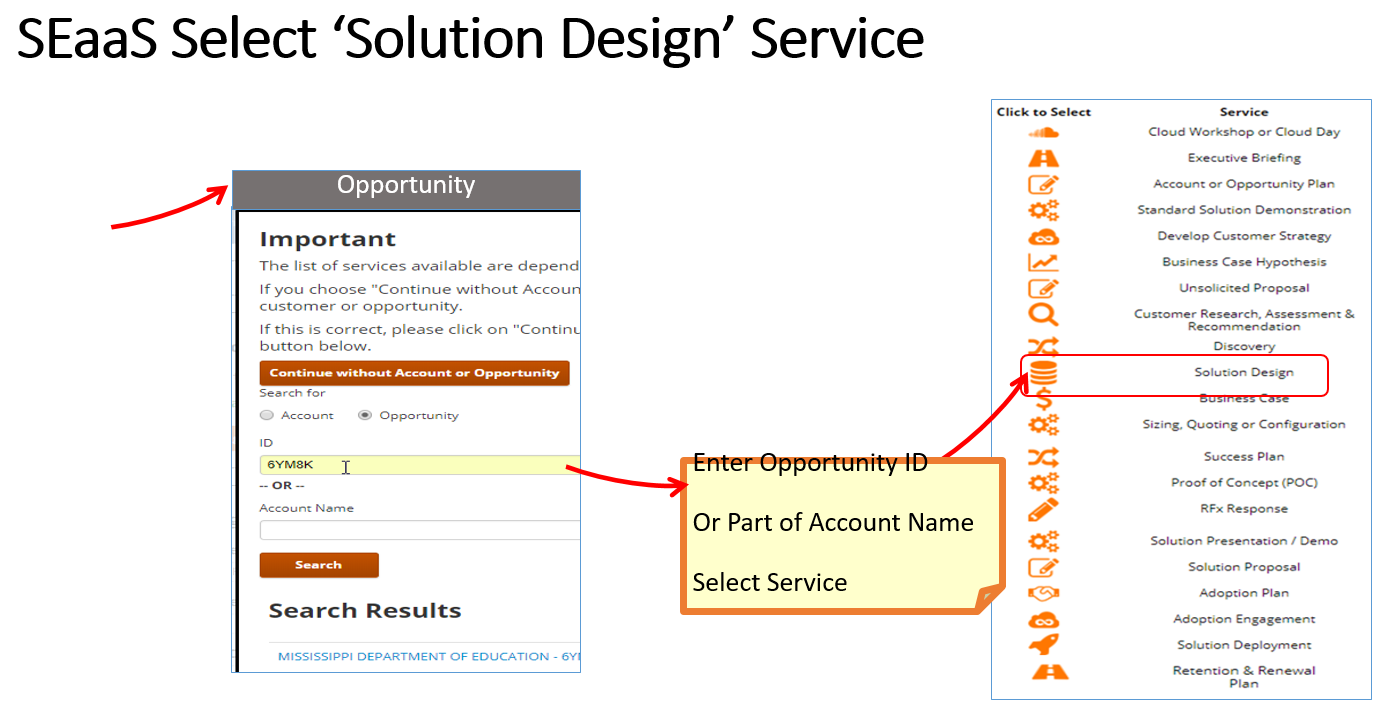 SEaaS Select ‘Solution Design’ Service
Opportunity
Important
The list of services available are depend
If you choose "Continue without Accoun
customer or opportunity.
If this is correct, please click on "Continu
button below.
Continue without Account or Opportunity
Search for
Account Opportunity
ID
6YM8K
-- OR --
Account Name
Search
Search Results
MISSISSIPPI DEPARTMENT OF EDUCATION - 6Y
Enter Opportunity ID
Or Part of Account Name
Select Service
Click to Select Service
Cloud Workshop or Cloud Day
Executive Briefing
Account or Opportunity Plan
Standard Solution Demonstration
Develop Customer Strategy
Business Case Hypothesis
Unsolicited Proposal
Customer Research, Assessment &
Recommendation
Discovery
Solution Design
Business Case
Sizing, Quoting or Configuration
Success Plan
Proof of Concept (POC)
RFx Response
Solution Presentation / Demo
Solution Proposal
Adoption Plan
Adoption Engagement
Solution Deployment
Retention & Renewal
Plan